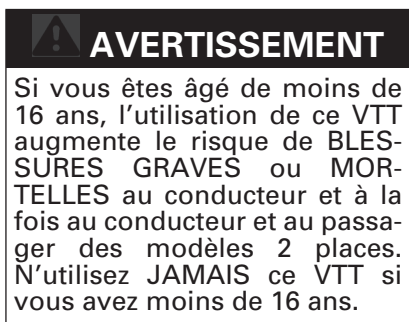 AVERTISSEMENT
Si vous êtes âgé de moins de
16 ans, l'utilisation de ce VTT
augmente le risque de BLES-
SURES GRAVES ou MOR-
TELLES au conducteur et à la
fois au conducteur et au passa-
ger des modèles 2 places.
N'utilisez JAMAIS ce VTT si
vous avez moins de 16 ans.